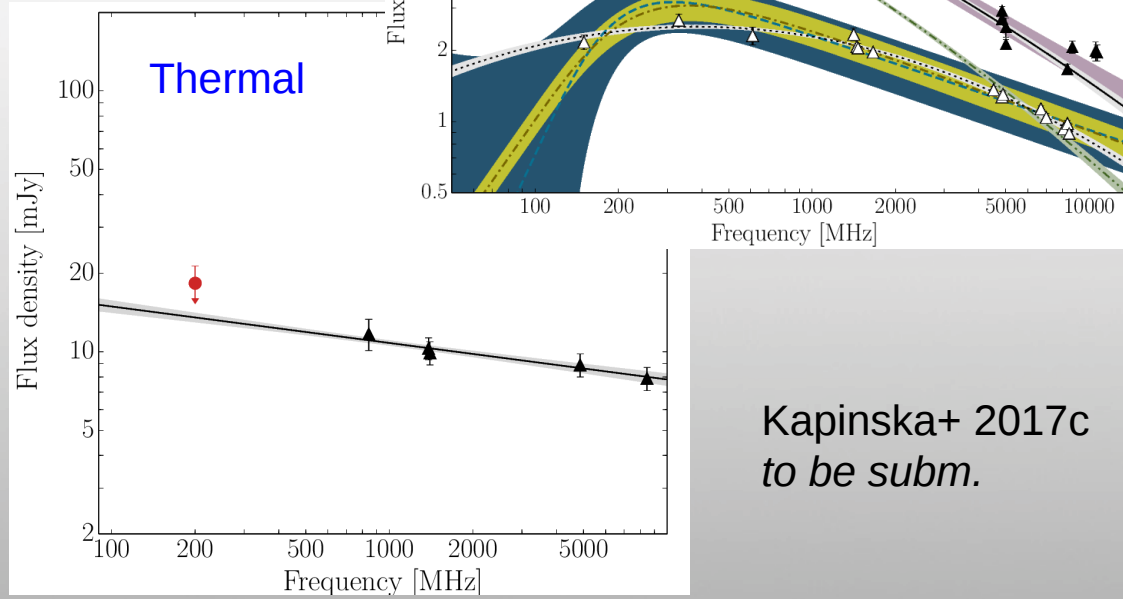 Thermal
Flux density [mJy]
100
50
20
10
5
2
100 200 500 1000 2000 5000
Frequency [MHz]
Flux
2
1
0.5
100 200 500 1000 2000 5000 10000
Frequency [MHz]
Kapinska+ 2017c
to be subm.